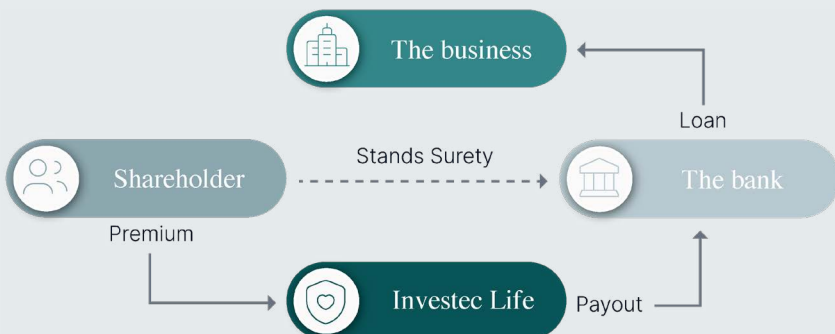 The business
Loan
Stands Surety
Shareholder
The bank
Premium
Investec Life
Payout